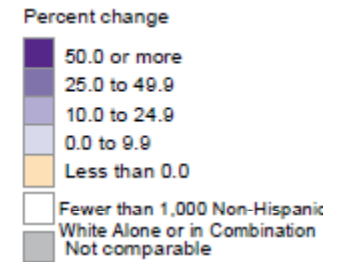 Percent change
50.0 or more
25.0 to 49.9
10.0 to 24.9
0.0 to 9.9
Less than 0.0
Fewer than 1,000 Non-Hispanic
White Alone or in Combination
Not comparable